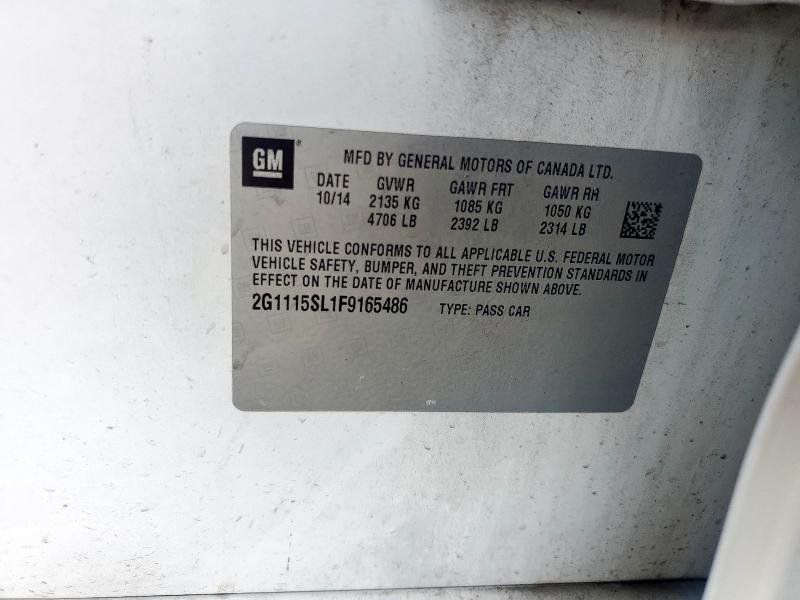 GM ®
MFD BY GENERAL MOTORS OF CANADA LTD.
DATE GVWR GAWR FRT GAWR RR
10/14 2135 KG 1085 KG 1050 KG
4706 LB 2392 LB 2314 LB
THIS VEHICLE CONFORMS TO ALL APPLICABLE U.S. FEDERAL MOTOR
VEHICLE SAFETY, BUMPER, AND THEFT PREVENTION STANDARDS IN
EFFECT ON THE DATE OF MANUFACTURE SHOWN ABOVE.
2G1115SL1F9165486 TYPE: PASS CAR